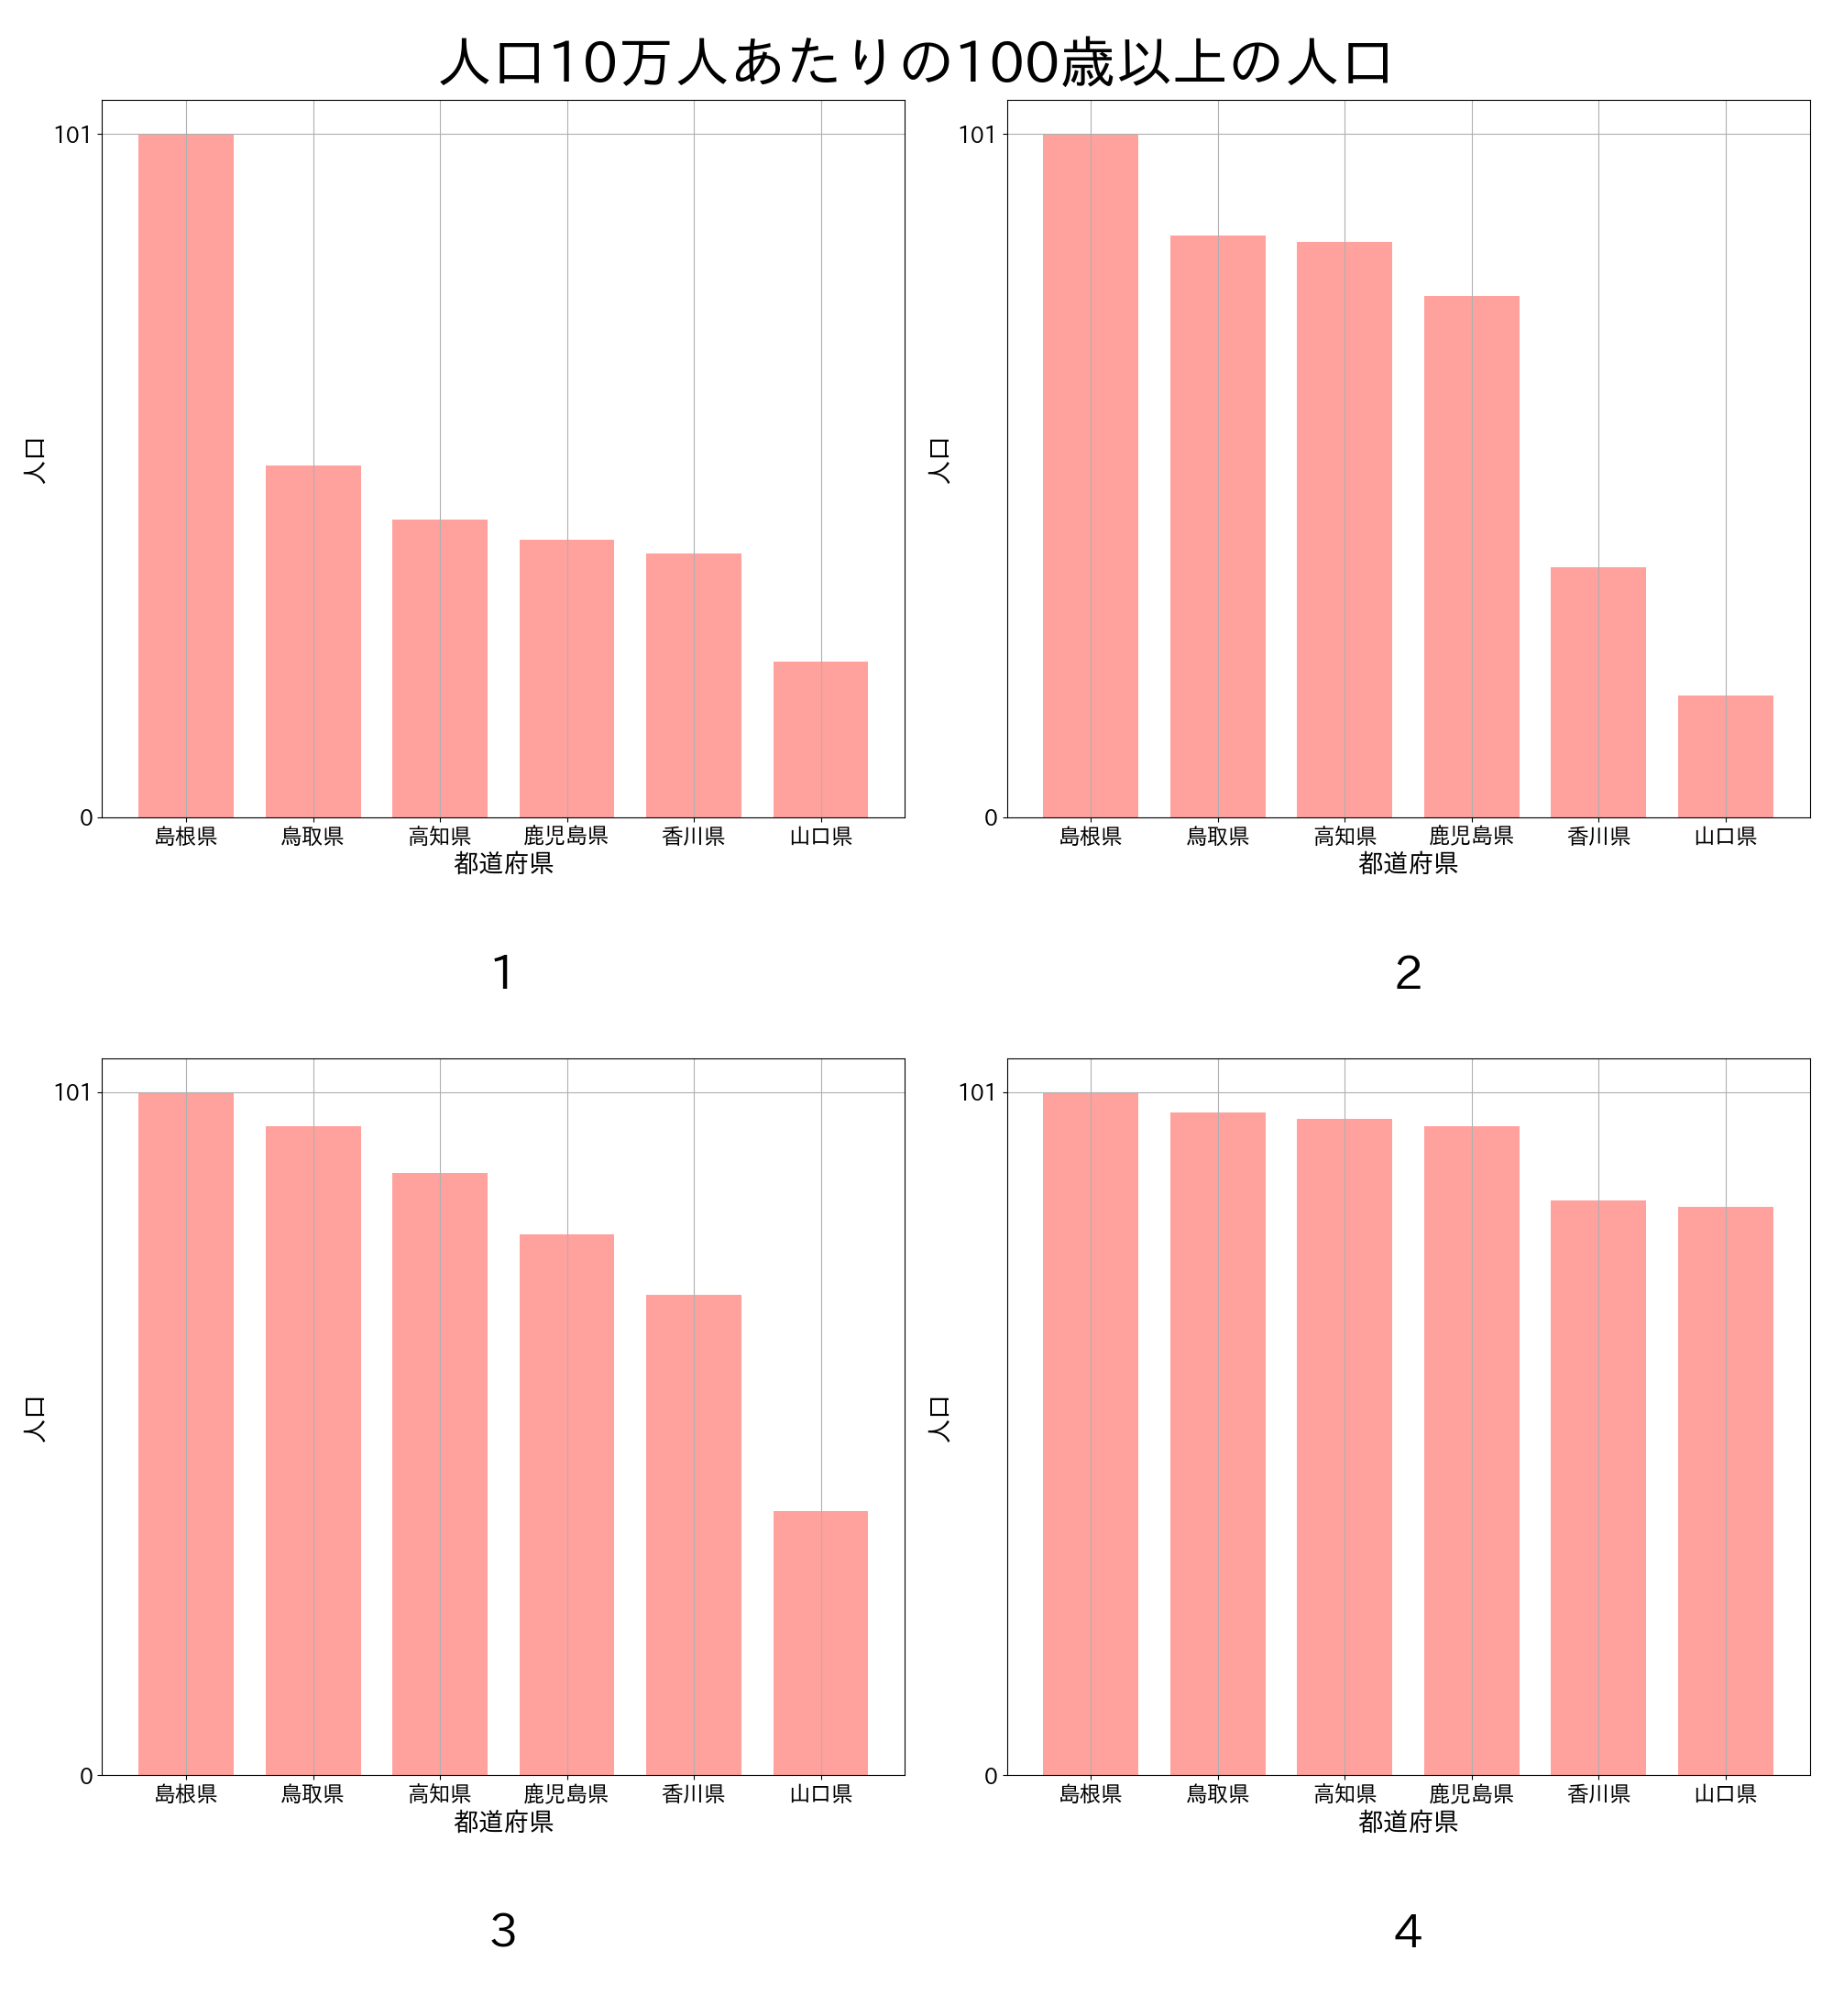 人口10万人あたりの100歳以上の人口
101
人口
0
島根県 鳥取県 高知県 鹿児島県 香川県 山口県
都道府県
1
101
人口
0
島根県 鳥取県 高知県 鹿児島県 香川県 山口県
都道府県
2
101
人口
0
島根県 鳥取県 高知県 鹿児島県 香川県 山口県
都道府県
3
101
人口
0
島根県 鳥取県 高知県 鹿児島県 香川県 山口県
都道府県
4